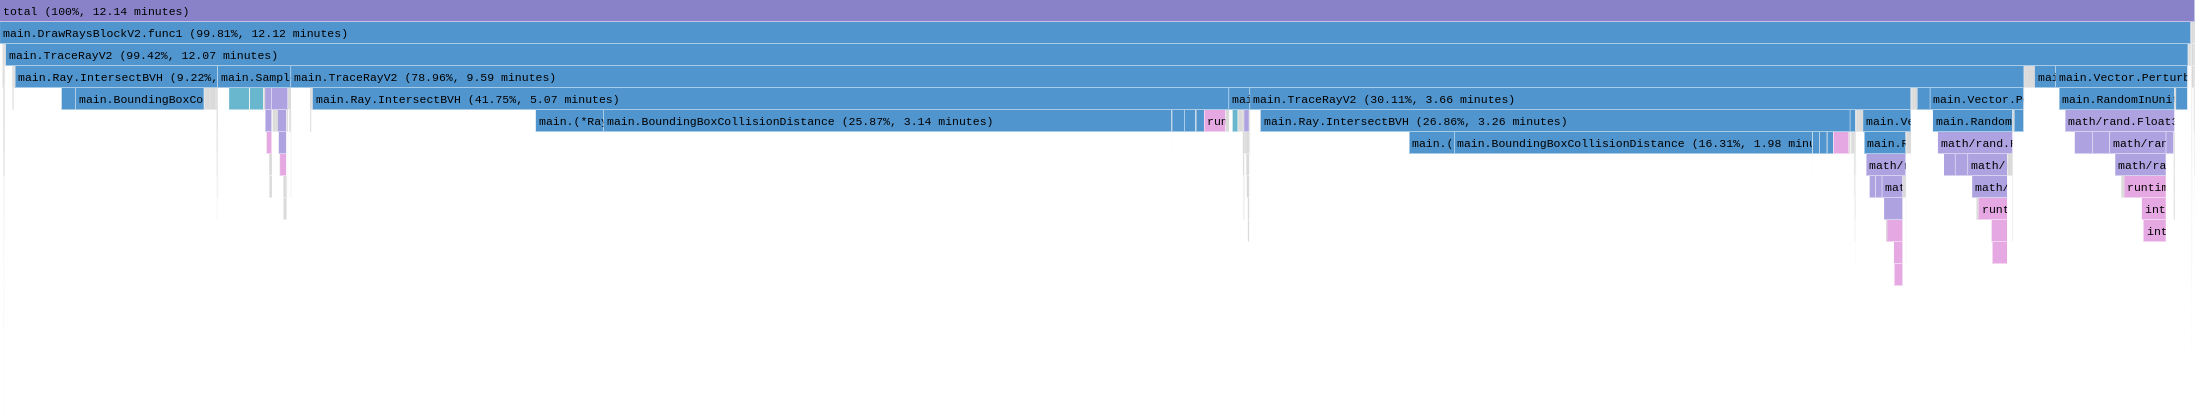 total (100%, 12.14 minutes)
main.DrawRaysBlockV2.func1 (99.81%, 12.12 minutes)
main.TraceRayV2 (99.42%, 12.07 minutes)
main.Ray.IntersectBVH (9.22%, main.Sampl main.TraceRayV2 (78.96%, 9.59 minutes) mai main.Vector.Perturb
main.BoundingBoxCo main.Ray.IntersectBVH (41.75%, 5.07 minutes) mai main.TraceRayV2 (30.11%, 3.66 minutes) main.Vector.P main.RandomInUni
main.(*Ray main.BoundingBoxCollisionDistance (25.87%, 3.14 minutes) run main.Ray.IntersectBVH (26.86%, 3.26 minutes) main.Ve main.Random math/rand.Float3
main.( main.BoundingBoxCollisionDistance (16.31%, 1.98 minu main.R math/rand.F math/ran
math/r math/ math/ra
mat math/ runtim
runt int
int